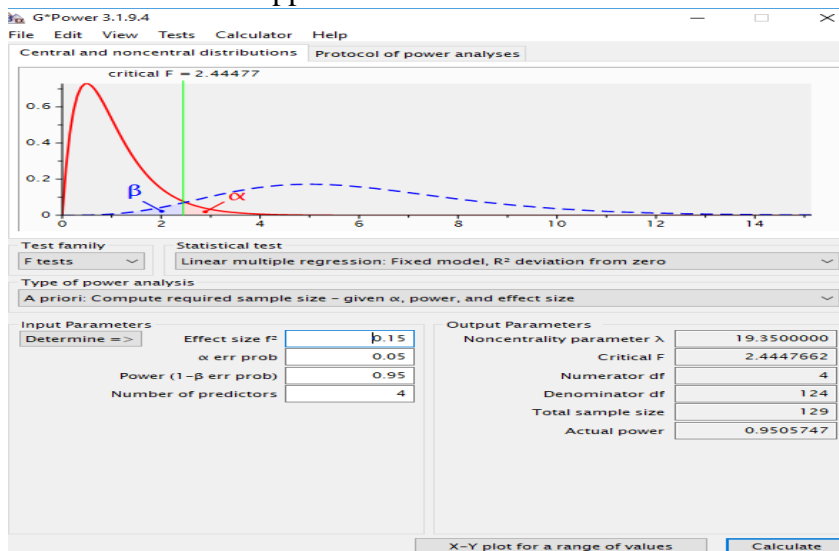 G*Power 3.1.9.4
File Edit View Tests Calculator Help
Central and noncentral distributions Protocol of power analyses
critical F = 2.44477
0.6
0.4
0.2
0
β
α
0 2 4 6 8 10 12 14
Test family Statistical test
F tests Linear multiple regression: Fixed model, R² deviation from zero
Type of power analysis
A priori: Compute required sample size - given α, power, and effect size
Input Parameters Output Parameters
Determine => Effect size f² 0.15 Noncentrality parameter λ 19.3500000
α err prob 0.05 Critical F 2.4447662
Power (1-β err prob) 0.95 Numerator df 4
Number of predictors 4 Denominator df 124
Total sample size 129
Actual power 0.9505747
X-Y plot for a range of values Calculate